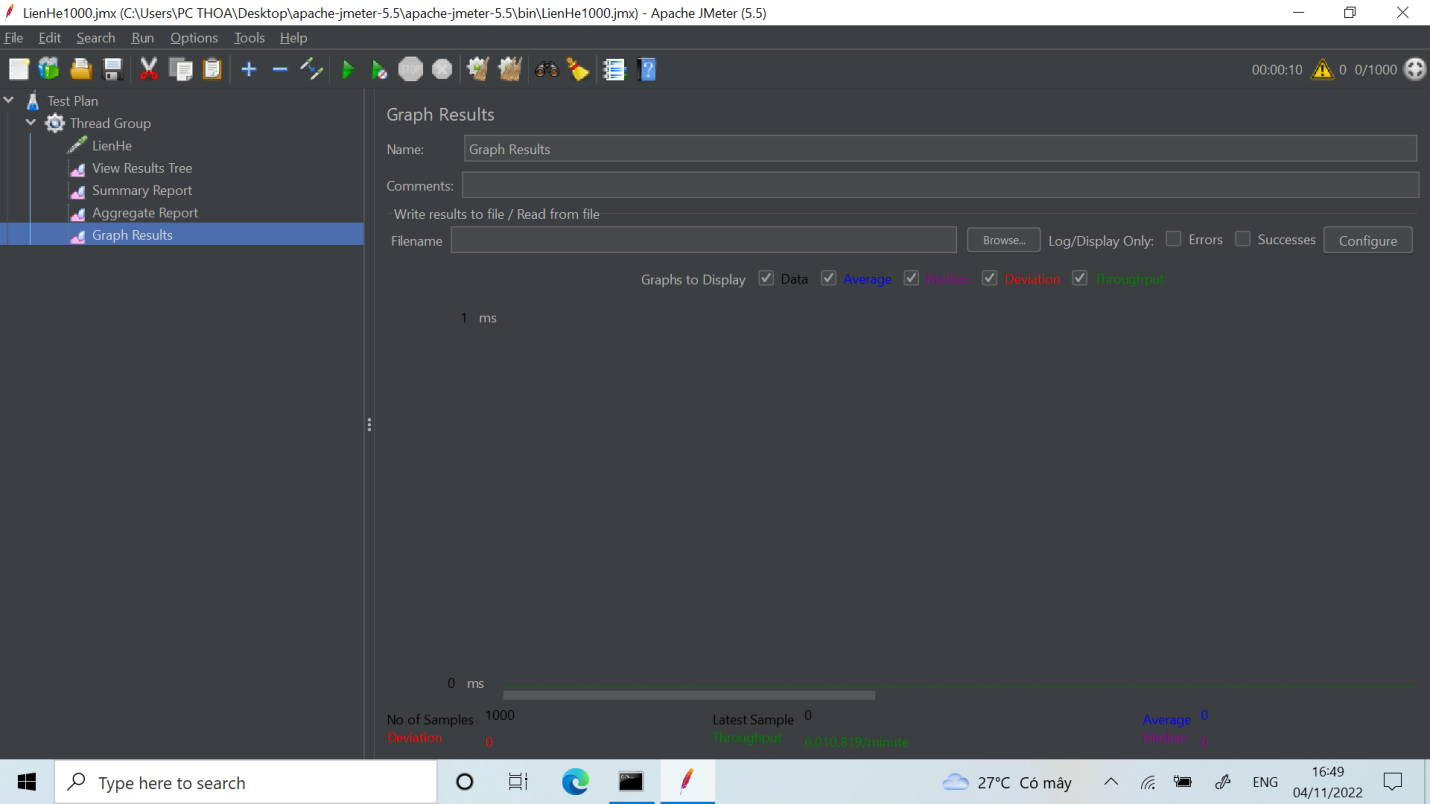 LienHe1000.jmx (C:\Users\PC THOA\Desktop\apache-jmeter-5.5\apache-jmeter-5.5\bin\LienHe1000.jmx) - Apache JMeter (5.5)
File Edit Search Run Options Tools Help
STOP 00:00:10 0 0/1000
Test Plan
Thread Group
LienHe
View Results Tree
Summary Report
Aggregate Report
Graph Results
Graph Results
Name: Graph Results
Comments:
Write results to file / Read from file
Filename Browse... Log/Display Only: Errors Successes Configure
Graphs to Display Data Average Median Deviation Throughput
1 ms
0 ms
No of Samples 1000 Latest Sample 0 Average 0
Deviation 0 Throughput 6,010.819/minute Median 0
Type here to search 27°C Có mây ENG 16:49
04/11/2022